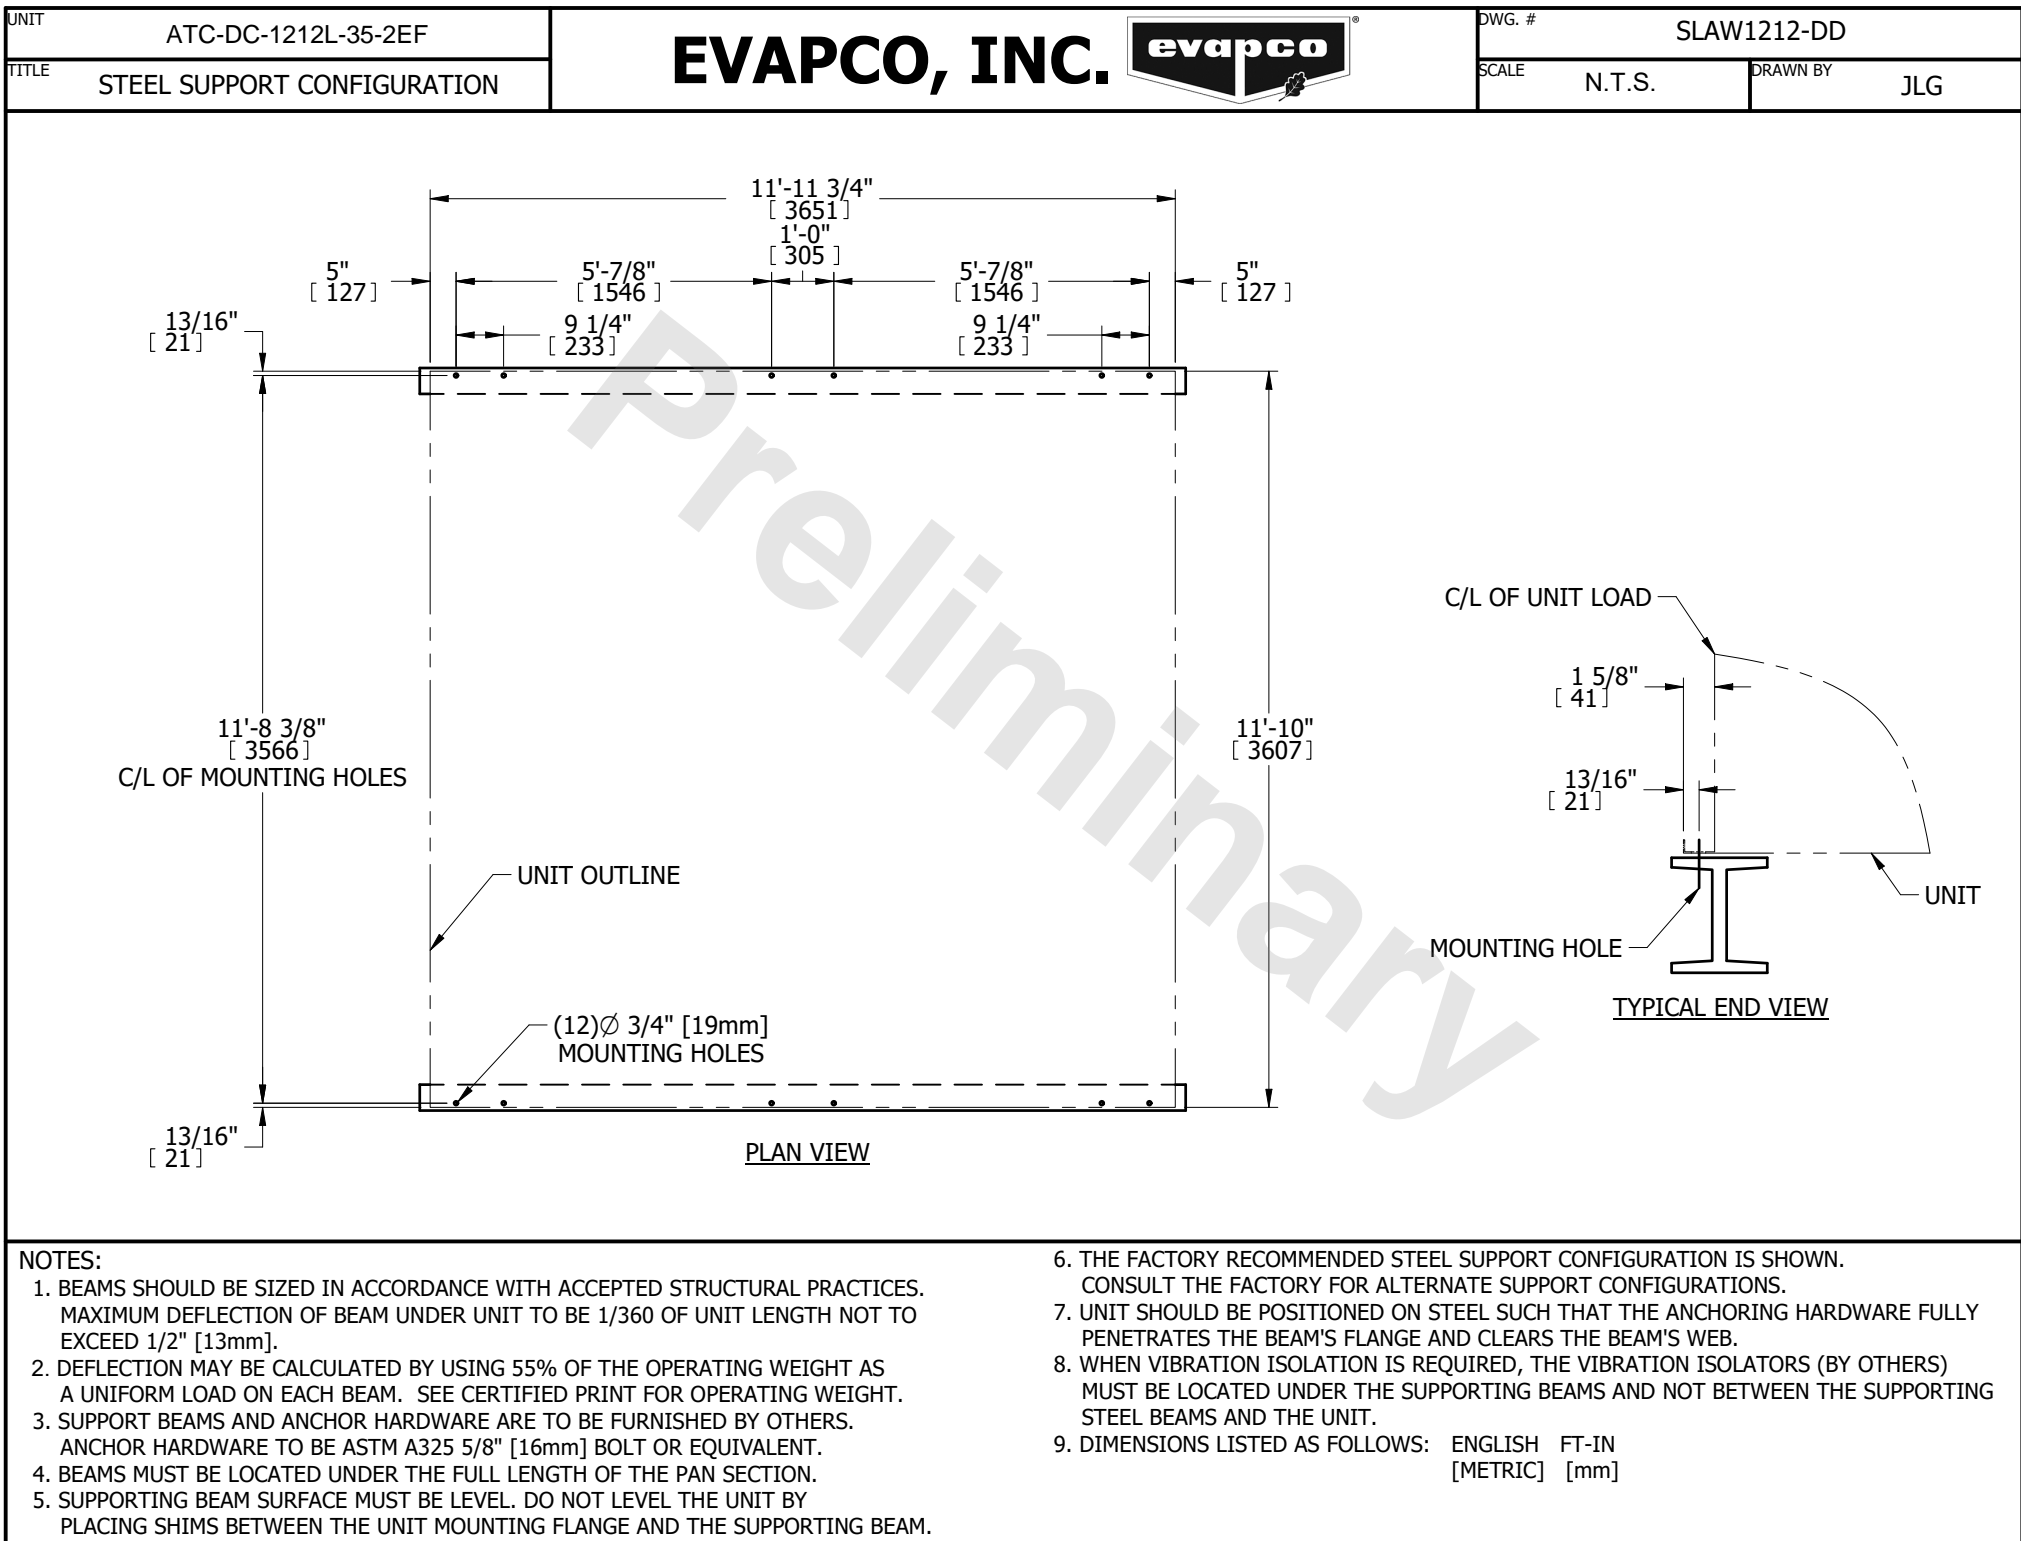 UNIT
ATC-DC-1212L-35-2EF
TITLE
STEEL SUPPORT CONFIGURATION
EVAPCO, INC.
evapco®
DWG. #
SLAW1212-DD
SCALE
N.T.S.
DRAWN BY
JLG
11'-11 3/4"
[ 3651]
1'-0"
[ 305 ]
5"
[ 127]
5'-7/8"
[ 1546 ]
5'-7/8"
[ 1546 ]
5"
[ 127 ]
13/16"
[ 21]
9 1/4"
[ 233]
9 1/4"
[ 233 ]
Preliminary
11'-8 3/8"
[ 3566]
C/L OF MOUNTING HOLES
11'-10"
[ 3607]
UNIT OUTLINE
(12)∅ 3/4" [19mm]
MOUNTING HOLES
13/16"
[ 21]
PLAN VIEW
C/L OF UNIT LOAD
1 5/8"
[ 41]
13/16"
[ 21]
UNIT
MOUNTING HOLE
TYPICAL END VIEW
NOTES:
1. BEAMS SHOULD BE SIZED IN ACCORDANCE WITH ACCEPTED STRUCTURAL PRACTICES.
MAXIMUM DEFLECTION OF BEAM UNDER UNIT TO BE 1/360 OF UNIT LENGTH NOT TO
EXCEED 1/2" [13mm].
2. DEFLECTION MAY BE CALCULATED BY USING 55% OF THE OPERATING WEIGHT AS
A UNIFORM LOAD ON EACH BEAM. SEE CERTIFIED PRINT FOR OPERATING WEIGHT.
3. SUPPORT BEAMS AND ANCHOR HARDWARE ARE TO BE FURNISHED BY OTHERS.
ANCHOR HARDWARE TO BE ASTM A325 5/8" [16mm] BOLT OR EQUIVALENT.
4. BEAMS MUST BE LOCATED UNDER THE FULL LENGTH OF THE PAN SECTION.
5. SUPPORTING BEAM SURFACE MUST BE LEVEL. DO NOT LEVEL THE UNIT BY
PLACING SHIMS BETWEEN THE UNIT MOUNTING FLANGE AND THE SUPPORTING BEAM.
6. THE FACTORY RECOMMENDED STEEL SUPPORT CONFIGURATION IS SHOWN.
CONSULT THE FACTORY FOR ALTERNATE SUPPORT CONFIGURATIONS.
7. UNIT SHOULD BE POSITIONED ON STEEL SUCH THAT THE ANCHORING HARDWARE FULLY
PENETRATES THE BEAM'S FLANGE AND CLEARS THE BEAM'S WEB.
8. WHEN VIBRATION ISOLATION IS REQUIRED, THE VIBRATION ISOLATORS (BY OTHERS)
MUST BE LOCATED UNDER THE SUPPORTING BEAMS AND NOT BETWEEN THE SUPPORTING
STEEL BEAMS AND THE UNIT.
9. DIMENSIONS LISTED AS FOLLOWS: ENGLISH FT-IN
[METRIC] [mm]